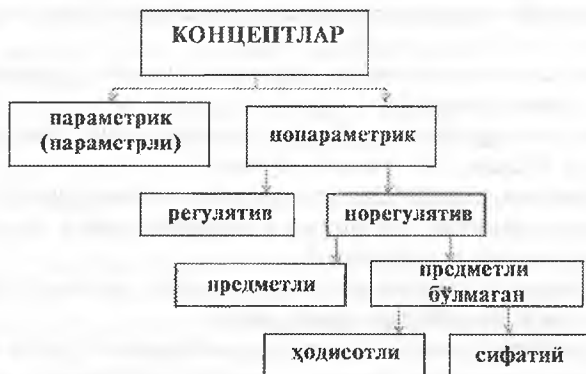 КОНЦЕПТЛАР
параметрик
(параметрли)
нопараметрик
регулятив
норегулятив
предметли
предметли
бўлмаган
ҳодисотли
сифатий